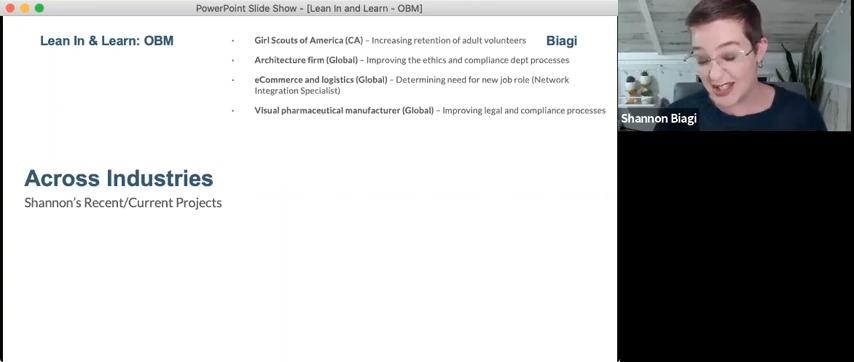 PowerPoint Slide Show - [Lean In and Learn - OBM]
Lean In & Learn: OBM
Biagi
• Girl Scouts of America (CA) – Increasing retention of adult volunteers
• Architecture firm (Global) – Improving the ethics and compliance dept processes
• eCommerce and logistics (Global) – Determining need for new job role (Network
Integration Specialist)
• Visual pharmaceutical manufacturer (Global) – Improving legal and compliance processes
Across Industries
Shannon's Recent/Current Projects
Shannon Biagi